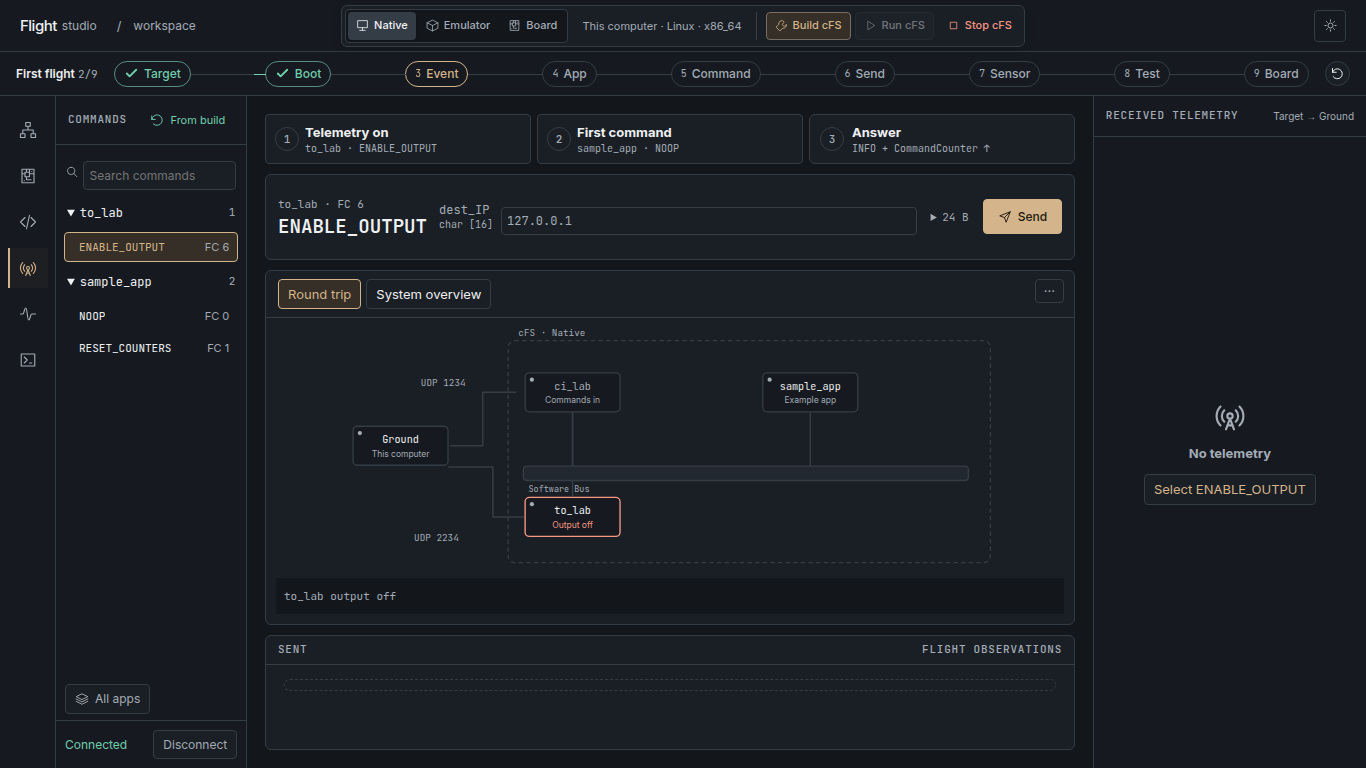 Flight studio / workspace
Native Emulator Board This computer · Linux · x86_64 Build cFS Run cFS Stop cFS
First flight 2/9 Target Boot 3 Event 4 App 5 Command 6 Send 7 Sensor 8 Test 9 Board
COMMANDS From build
Search commands
▼ to_lab 1
ENABLE_OUTPUT FC 6
▼ sample_app 2
NOOP FC 0
RESET_COUNTERS FC 1
All apps
Connected Disconnect
1 Telemetry on
to_lab · ENABLE_OUTPUT
2 First command
sample_app · NOOP
3 Answer
INFO + CommandCounter ↑
to_lab · FC 6
ENABLE_OUTPUT
dest_IP
char [16]
127.0.0.1
▶ 24 B
Send
Round trip System overview ...
cFS · Native
UDP 1234
ci_lab
Commands in
sample_app
Example app
Ground
This computer
Software Bus
to_lab
Output off
UDP 2234
to_lab output off
SENT FLIGHT OBSERVATIONS
RECEIVED TELEMETRY Target → Ground
No telemetry
Select ENABLE_OUTPUT